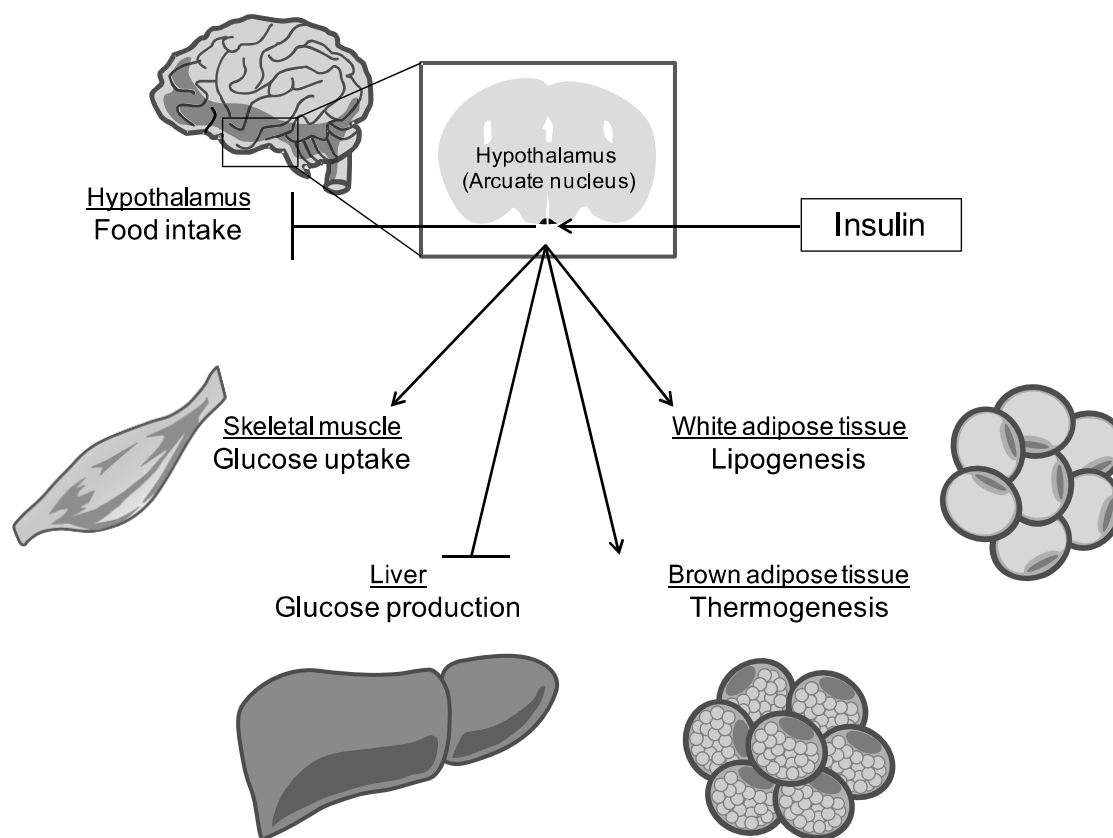 Hypothalamus
(Arcuate nucleus)
Hypothalamus
Food intake
Insulin
Skeletal muscle
Glucose uptake
White adipose tissue
Lipogenesis
Liver
Glucose production
Brown adipose tissue
Thermogenesis